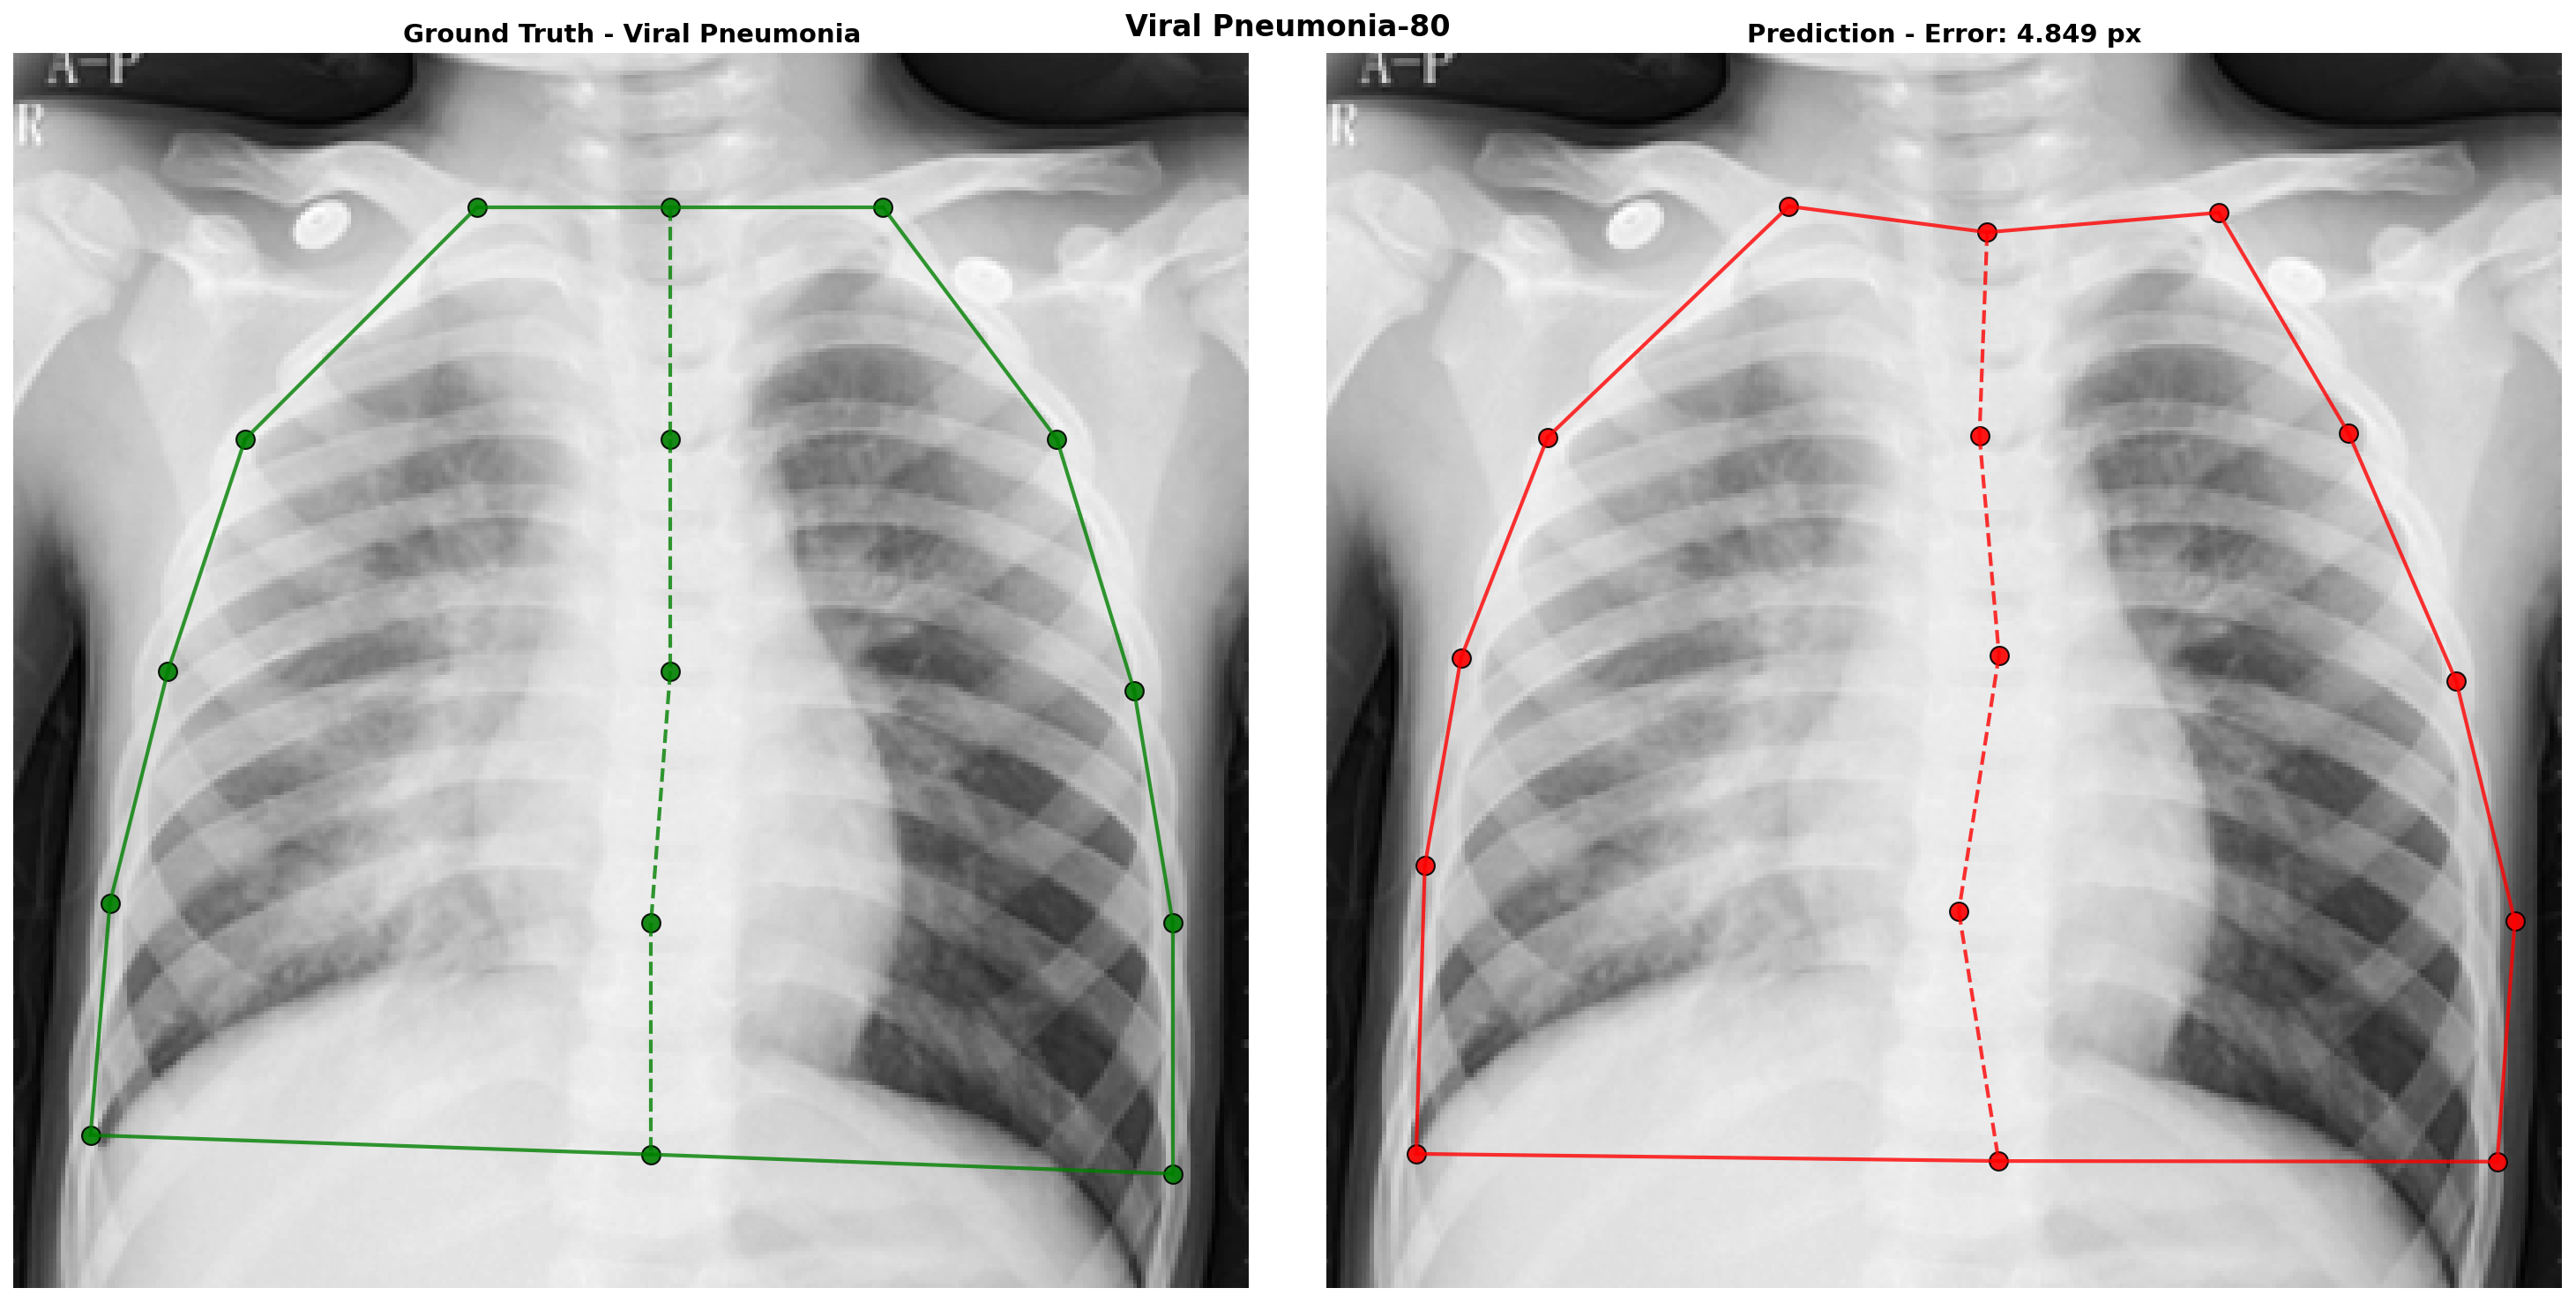 Viral Pneumonia-80
Ground Truth - Viral Pneumonia
Prediction - Error: 4.849 px
A-P
A-P
R
R